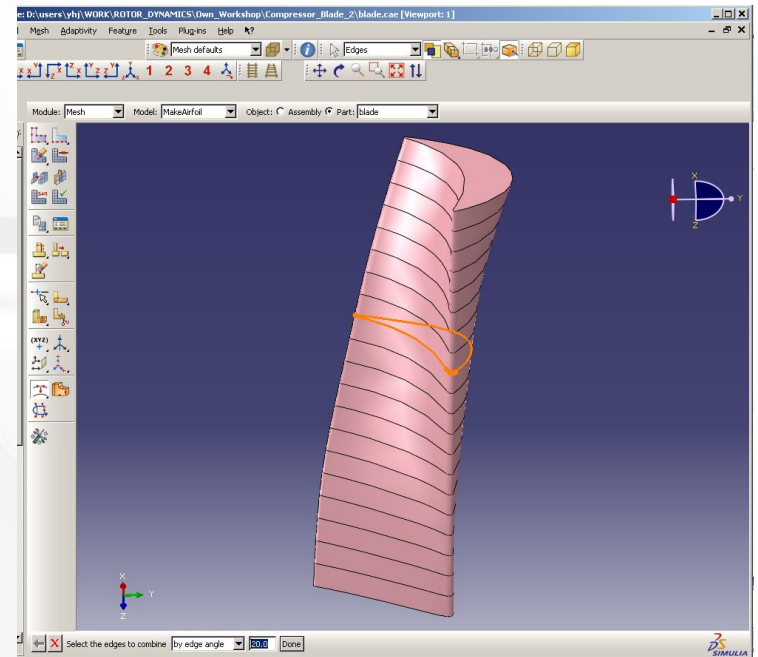 e: D:\users\yhj\WORK\ROTOR_DYNAMICS\Own_Workshop\Compressor_Blade_2\blade.cae [Viewport: 1]
Mesh Adaptivity Feature Tools Plug-ins Help
Mesh defaults Edges
1 2 3 4
Module: Mesh Model: MakeAirfoil Object: Assembly Part: blade
X
Y
Z
(XYZ)
X
Y
Z
Select the edges to combine by edge angle 20.0 Done
SIMULIA